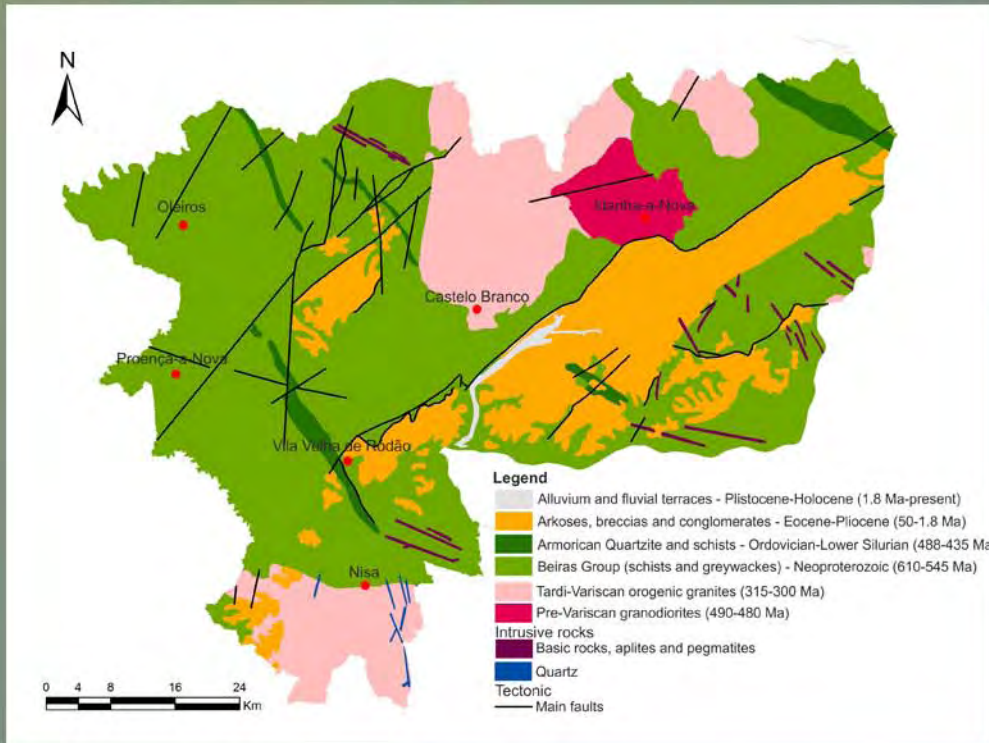 N
Oleiros
Idanha-a-Nova
Castelo Branco
Proença-a-Nova
Vila Velha de Rodão
Nisa
Legend
Alluvium and fluvial terraces - Plistocene-Holocene (1.8 Ma-present)
Arkoses, breccias and conglomerates - Eocene-Pliocene (50-1.8 Ma)
Armorican Quartzite and schists - Ordovician-Lower Silurian (488-435 Ma
Beiras Group (schists and greywackes) - Neoproterozoic (610-545 Ma)
Tardi-Variscan orogenic granites (315-300 Ma)
Pre-Variscan granodiorites (490-480 Ma)
Intrusive rocks
Basic rocks, aplites and pegmatites
Quartz
Tectonic
Main faults
0 4 8 16 24
Km